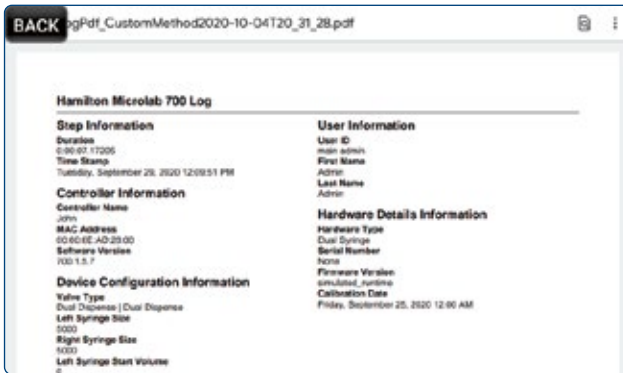 BACK
ogPdf_CustomMethod2020-10-04T20_31_28.pdf
Hamilton Microlab 700 Log
Step Information
Duration
0:00:07.17206
Time Stamp
Tuesday, September 29, 2020 12:09:51 PM
Controller Information
Controller Name
John
MAC Address
Software Version
700.1.5.7
Device Configuration Information
Valve Type
Dual Dispense | Dual Dispense
Left Syringe Size
5000
Right Syringe Size
5000
Left Syringe Start Volume
User Information
User ID
main admin
First Name
Admin
Last Name
Admin
Hardware Details Information
Hardware Type
Dual Syringe
Serial Number
None
Firmware Version
simulated_runtime
Calibration Date
Friday, September 25, 2020 12:00 AM